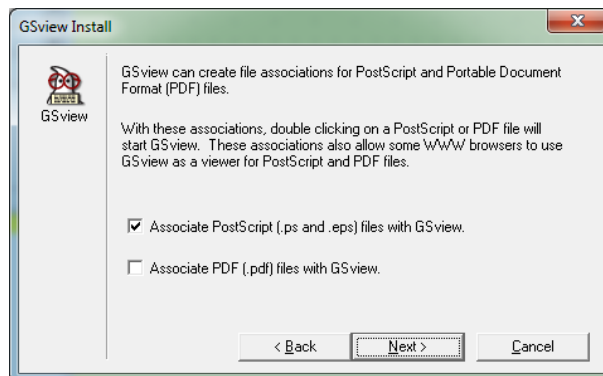 GSview Install
GSview
GSview can create file associations for PostScript and Portable Document
Format (PDF) files.
With these associations, double clicking on a PostScript or PDF file will
start GSview. These associations also allow some WWW browsers to use
GSview as a viewer for PostScript and PDF files.
Associate PostScript (.ps and .eps) files with GSview.
Associate PDF (.pdf) files with GSview.
< Back Next > Cancel